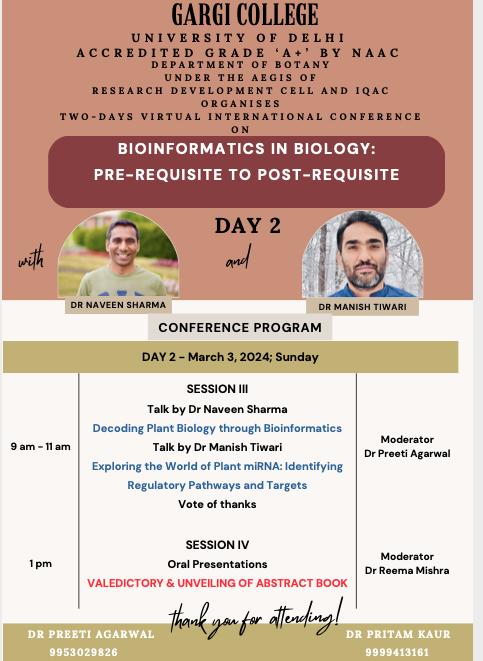 GARGI COLLEGE
UNIVERSITY OF DELHI
ACCREDITED GRADE ‘A+’ BY NAAC
DEPARTMENT OF BOTANY
UNDER THE AEGIS OF
RESEARCH DEVELOPMENT CELL AND IQAC
ORGANISES
TWO-DAYS VIRTUAL INTERNATIONAL CONFERENCE
ON
BIOINFORMATICS IN BIOLOGY:
PRE-REQUISITE TO POST-REQUISITE
DAY 2
with
and
DR NAVEEN SHARMA
DR MANISH TIWARI
CONFERENCE PROGRAM
DAY 2 - March 3, 2024; Sunday
9 am - 11 am
SESSION III
Talk by Dr Naveen Sharma
Decoding Plant Biology through Bioinformatics
Talk by Dr Manish Tiwari
Exploring the World of Plant miRNA: Identifying
Regulatory Pathways and Targets
Vote of thanks
Moderator
Dr Preeti Agarwal
1 pm
SESSION IV
Oral Presentations
VALEDICTORY & UNVEILING OF ABSTRACT BOOK
Moderator
Dr Reema Mishra
thank you for attending!
DR PREETI AGARWAL
9953029826
DR PRITAM KAUR
9999413161